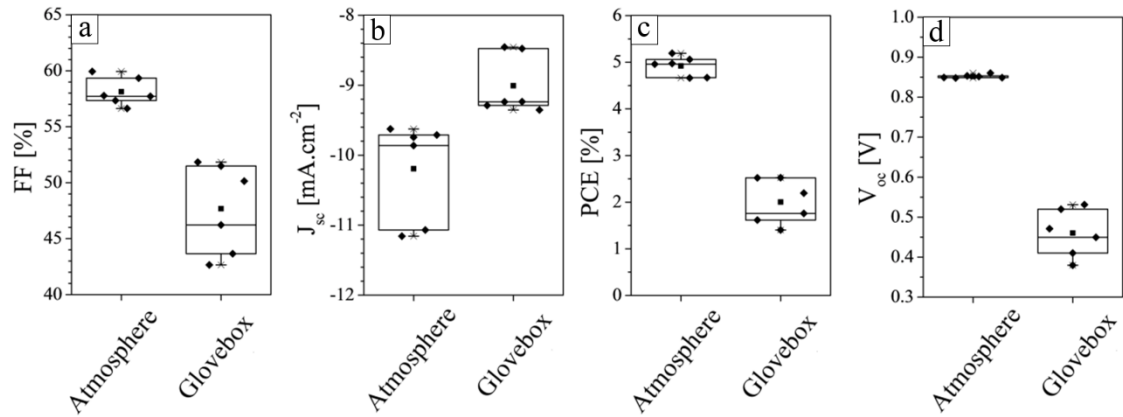 a
FF [%]
65
60
55
50
45
40
Atmosphere
Glovebox
b
J_sc [mA.cm^-2]
-8
-9
-10
-11
-12
Atmosphere
Glovebox
c
PCE [%]
6
5
4
3
2
1
0
Atmosphere
Glovebox
d
V_oc [V]
1.0
0.9
0.8
0.7
0.6
0.5
0.4
0.3
Atmosphere
Glovebox